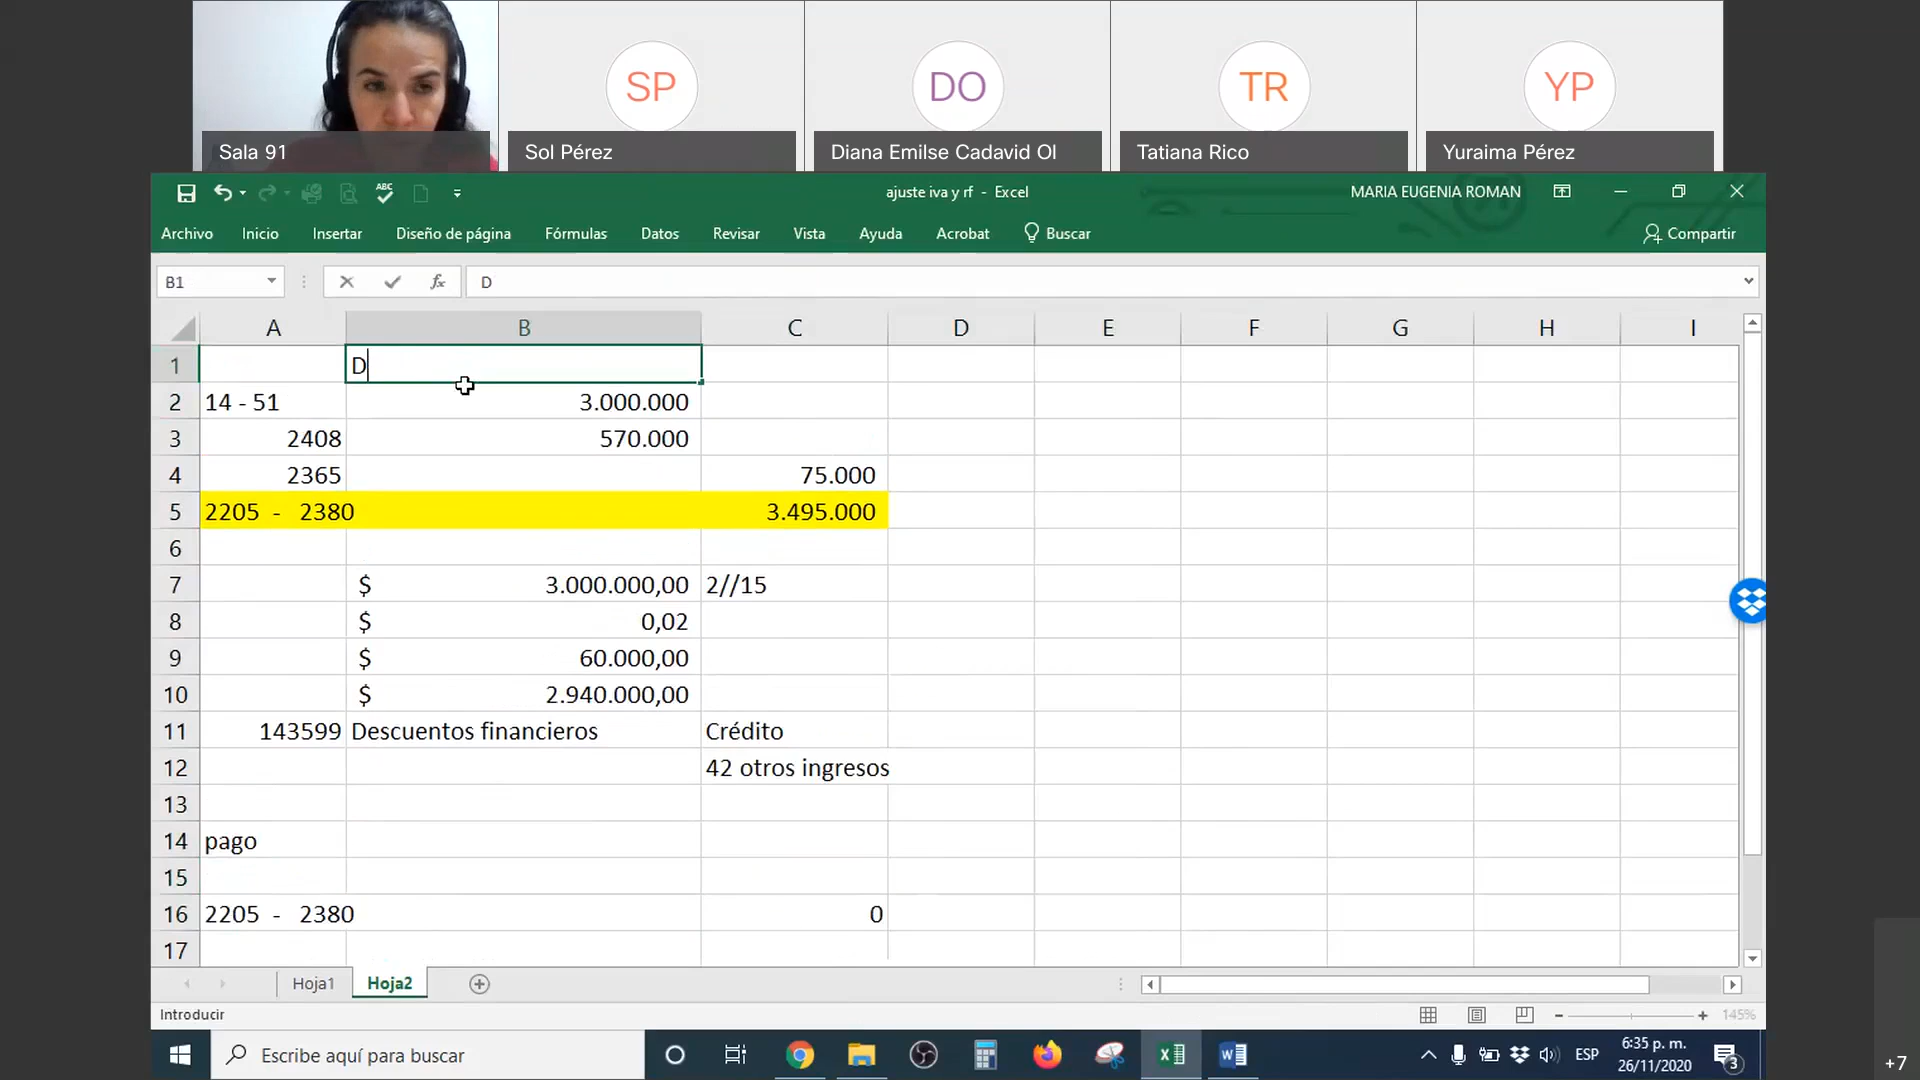 SP
DO
TR
YP
Sala 91
Sol Pérez
Diana Emilse Cadavid Ol
Tatiana Rico
Yuraima Pérez
ABC
ajuste iva y rf - Excel
MARIA EUGENIA ROMAN
Archivo
Inicio
Insertar
Diseño de página
Fórmulas
Datos
Revisar
Vista
Ayuda
Acrobat
Buscar
Compartir
B1
fx
D
A B C D E F G H I
1 D
2 14 - 51 3.000.000
3 2408 570.000
4 2365 75.000
5 2205 - 2380 3.495.000
6
7 $ 3.000.000,00 2//15
8 $ 0,02
9 $ 60.000,00
10 $ 2.940.000,00
11 143599 Descuentos financieros Crédito
12 42 otros ingresos
13
14 pago
15
16 2205 - 2380 0
17
Hoja1
Hoja2
Introducir
145%
Escribe aquí para buscar
ESP
6:35 p. m.
26/11/2020
3
+7